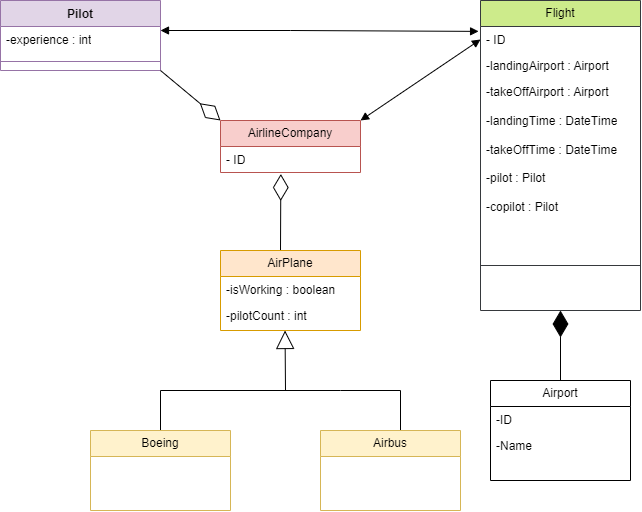 Pilot
-experience : int
Flight
- ID
-landingAirport : Airport
-takeOffAirport : Airport
-landingTime : DateTime
-takeOffTime : DateTime
-pilot : Pilot
-copilot : Pilot
AirlineCompany
- ID
AirPlane
-isWorking : boolean
-pilotCount : int
Airport
-ID
-Name
Boeing
Airbus